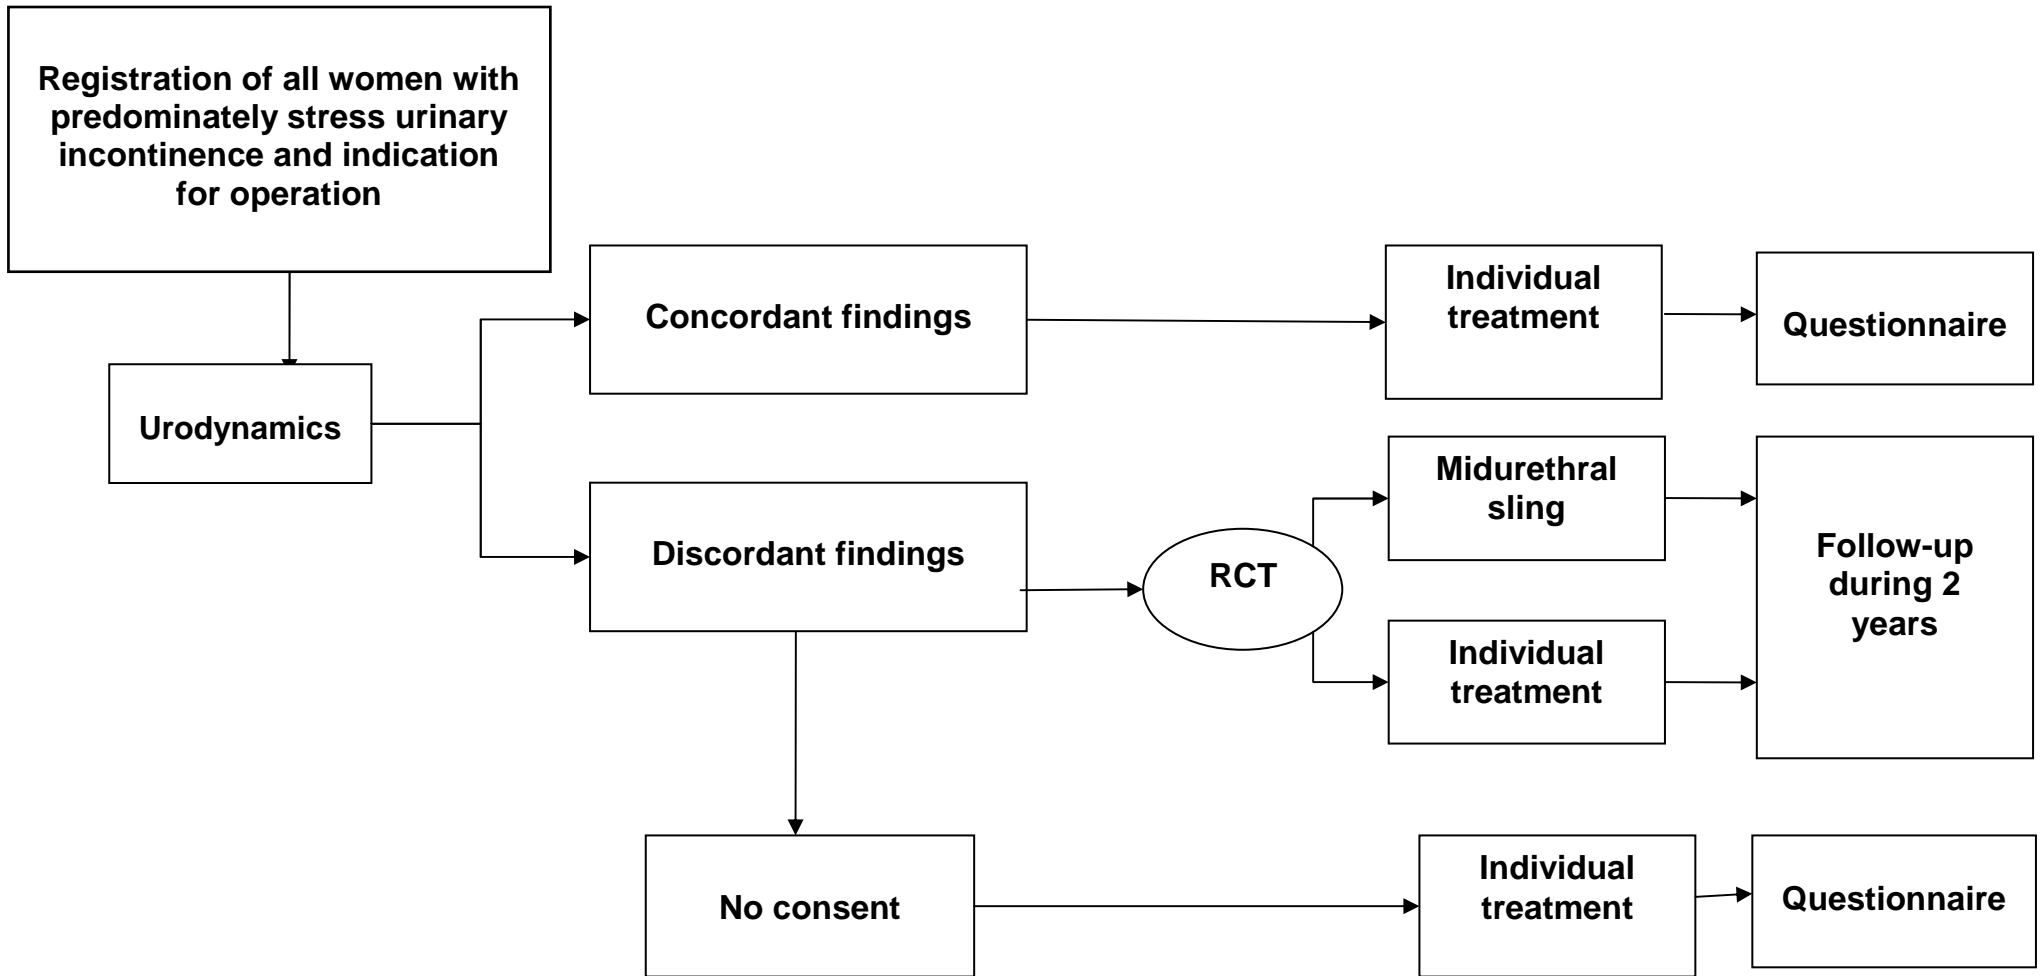 Registration of all women with
predominately stress urinary
incontinence and indication
for operation
Urodynamics
Concordant findings
Individual
treatment
Questionnaire
Discordant findings
RCT
Midurethral
sling
Individual
treatment
Follow-up
during 2
years
No consent
Individual
treatment
Questionnaire